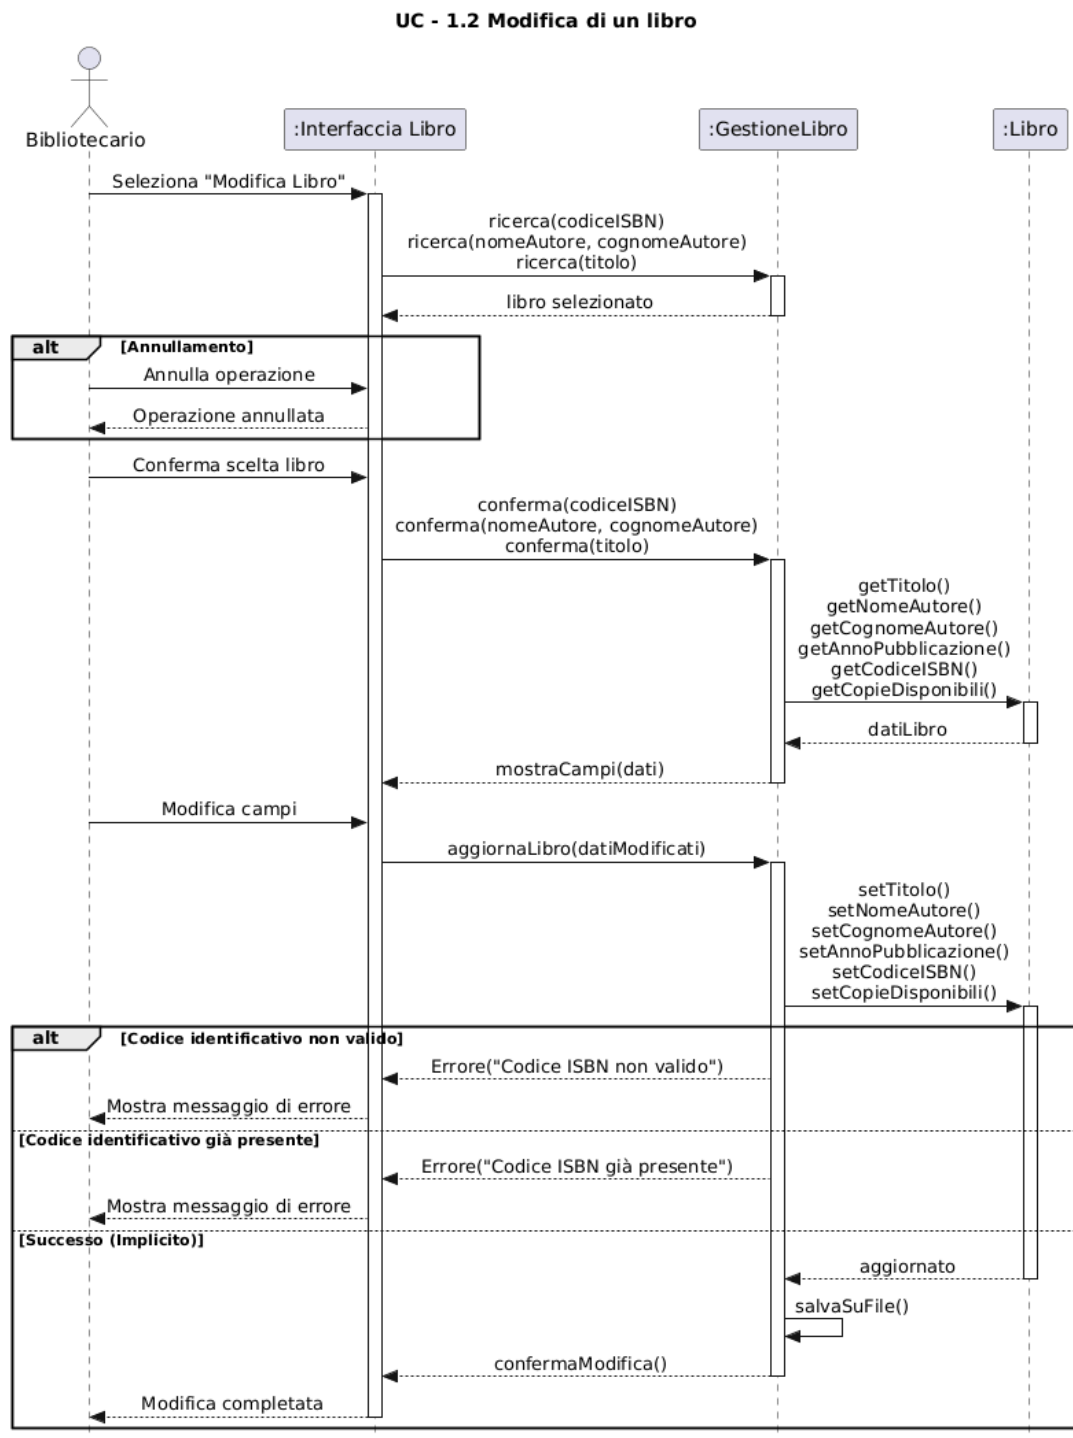 UC - 1.2 Modifica di un libro
Bibliotecario
:Interfaccia Libro
:GestioneLibro
:Libro
Seleziona "Modifica Libro"
ricerca(codiceISBN)
ricerca(nomeAutore, cognomeAutore)
ricerca(titolo)
libro selezionato
alt
[Annullamento]
Annulla operazione
Operazione annullata
Conferma scelta libro
conferma(codiceISBN)
conferma(nomeAutore, cognomeAutore)
conferma(titolo)
getTitolo()
getNomeAutore()
getCognomeAutore()
getAnnoPubblicazione()
getCodiceISBN()
getCopieDisponibili()
datiLibro
mostraCampi(dati)
Modifica campi
aggiornaLibro(datiModificati)
setTitolo()
setNomeAutore()
setCognomeAutore()
setAnnoPubblicazione()
setCodiceISBN()
setCopieDisponibili()
alt
[Codice identificativo non valido]
Errore("Codice ISBN non valido")
Mostra messaggio di errore
[Codice identificativo già presente]
Errore("Codice ISBN già presente")
Mostra messaggio di errore
[Successo (Implicito)]
aggiornato
salvaSuFile()
confermaModifica()
Modifica completata